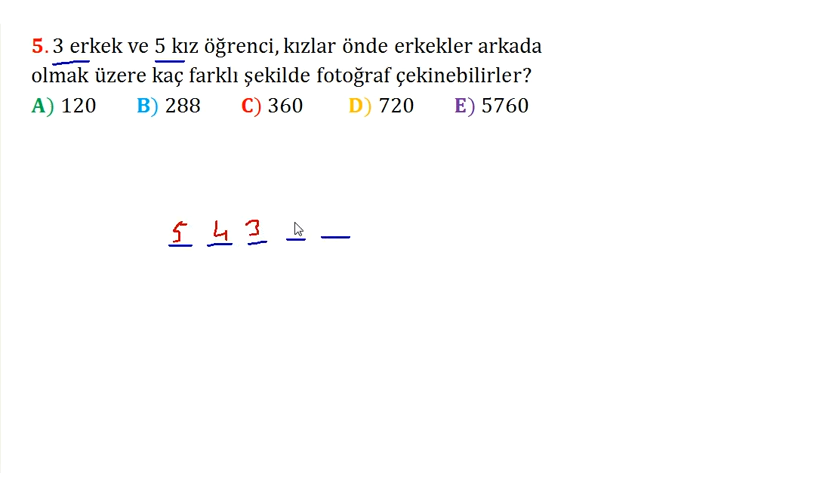 5. 3 erkek ve 5 kız öğrenci, kızlar önde erkekler arkada
olmak üzere kaç farklı şekilde fotoğraf çekinebilirler?
A) 120 B) 288 C) 360 D) 720 E) 5760
5 4 3